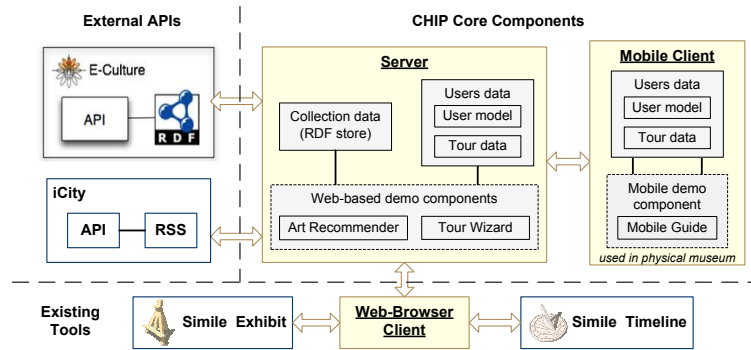 External APIs
CHIP Core Components
E-Culture
API
RDF
iCity
API
RSS
Server
Collection data
(RDF store)
Users data
User model
Tour data
Web-based demo components
Art Recommender
Tour Wizard
Mobile Client
Users data
User model
Tour data
Mobile demo
component
Mobile Guide
used in physical museum
Existing
Tools
Simile Exhibit
Web-Browser
Client
Simile Timeline